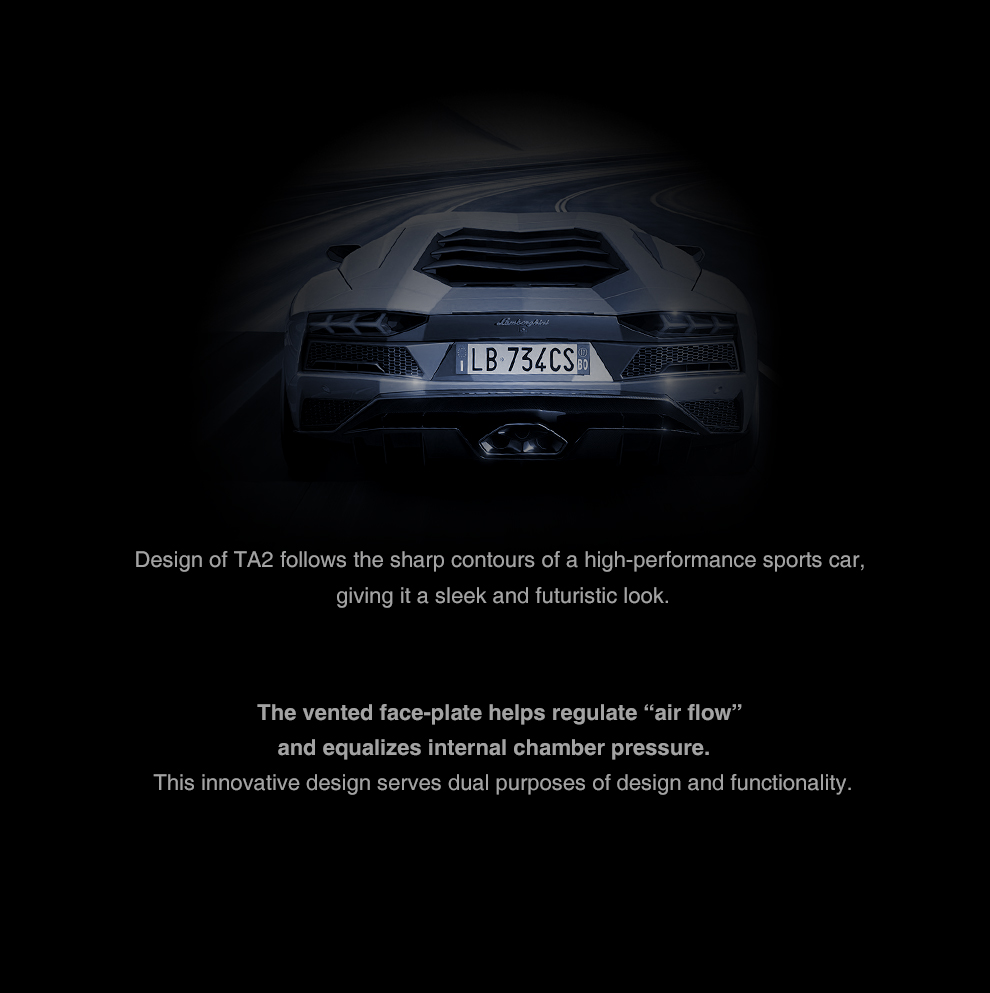 Lamborghini
I LB 734CS BO
Design of TA2 follows the sharp contours of a high-performance sports car,
giving it a sleek and futuristic look.
The vented face-plate helps regulate “air flow”
and equalizes internal chamber pressure.
This innovative design serves dual purposes of design and functionality.